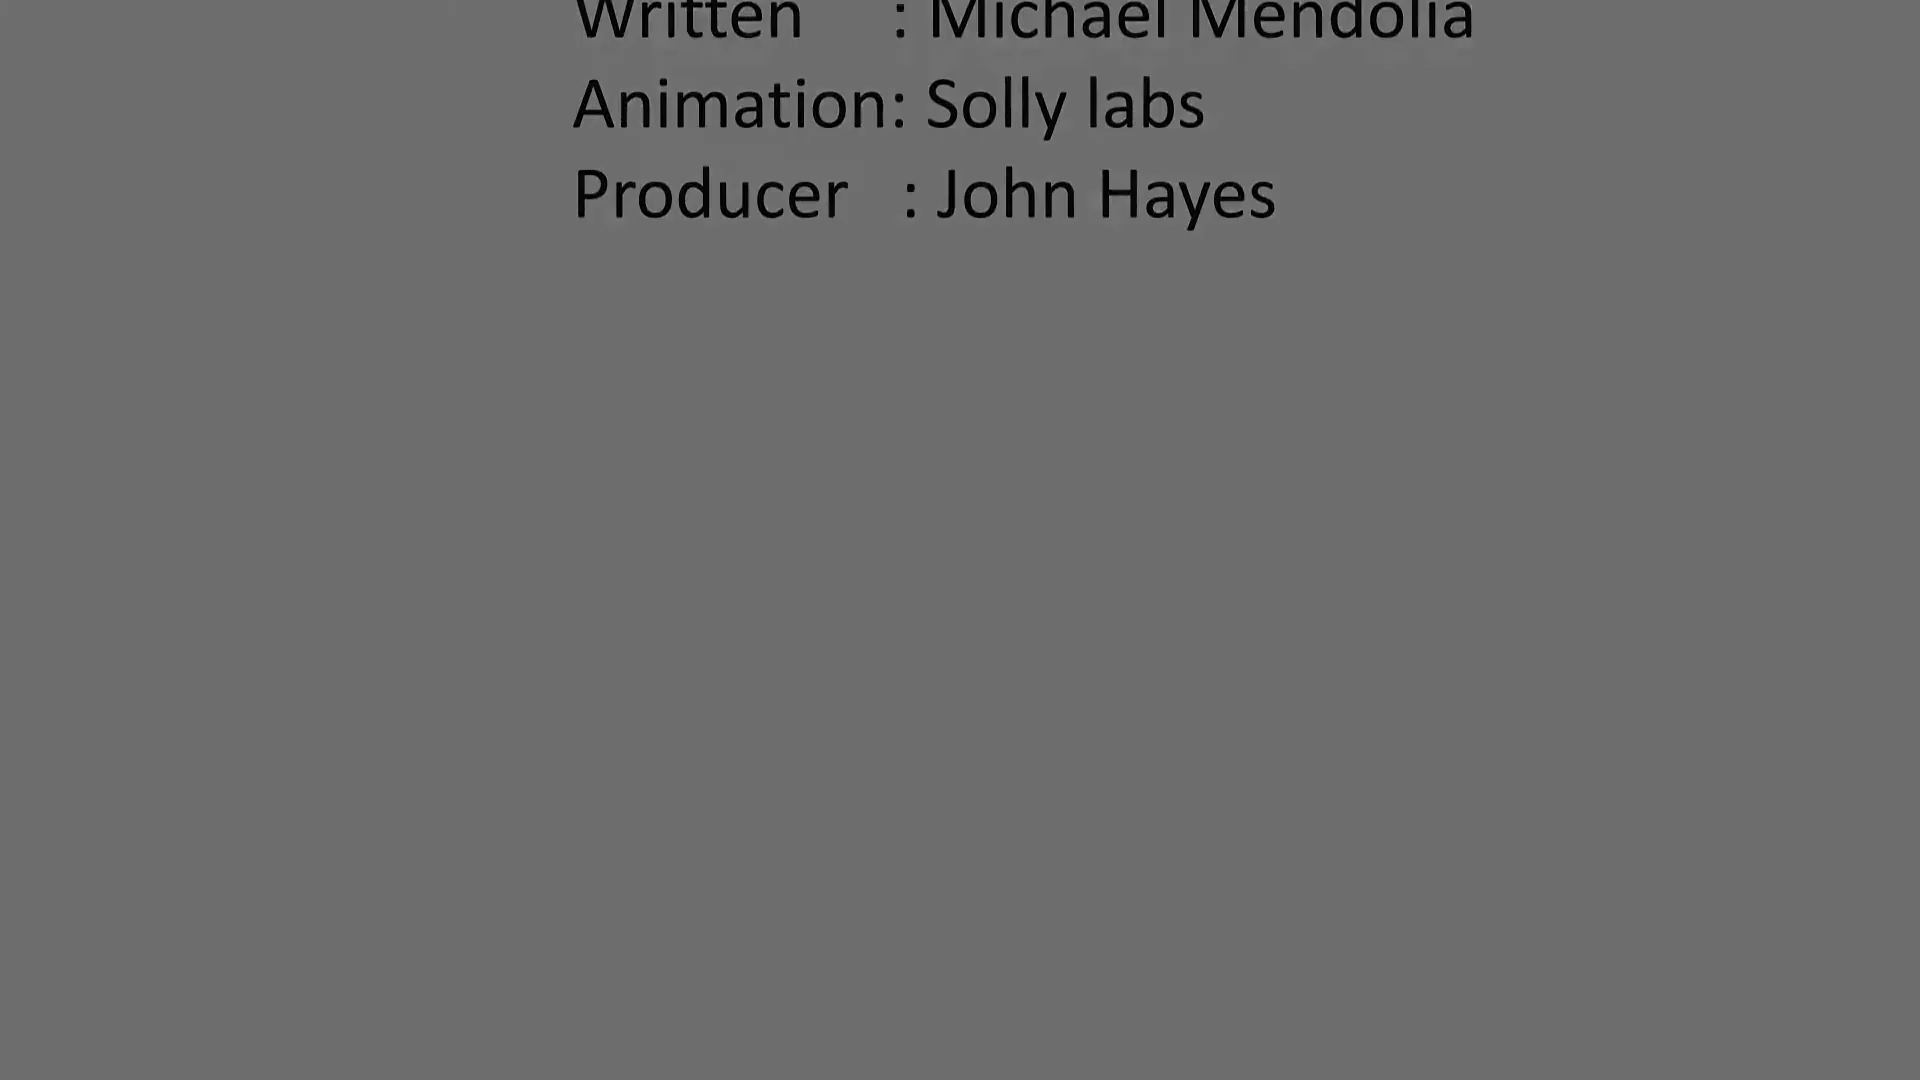 Written : Michael Mendolia
Animation: Solly labs
Producer : John Hayes